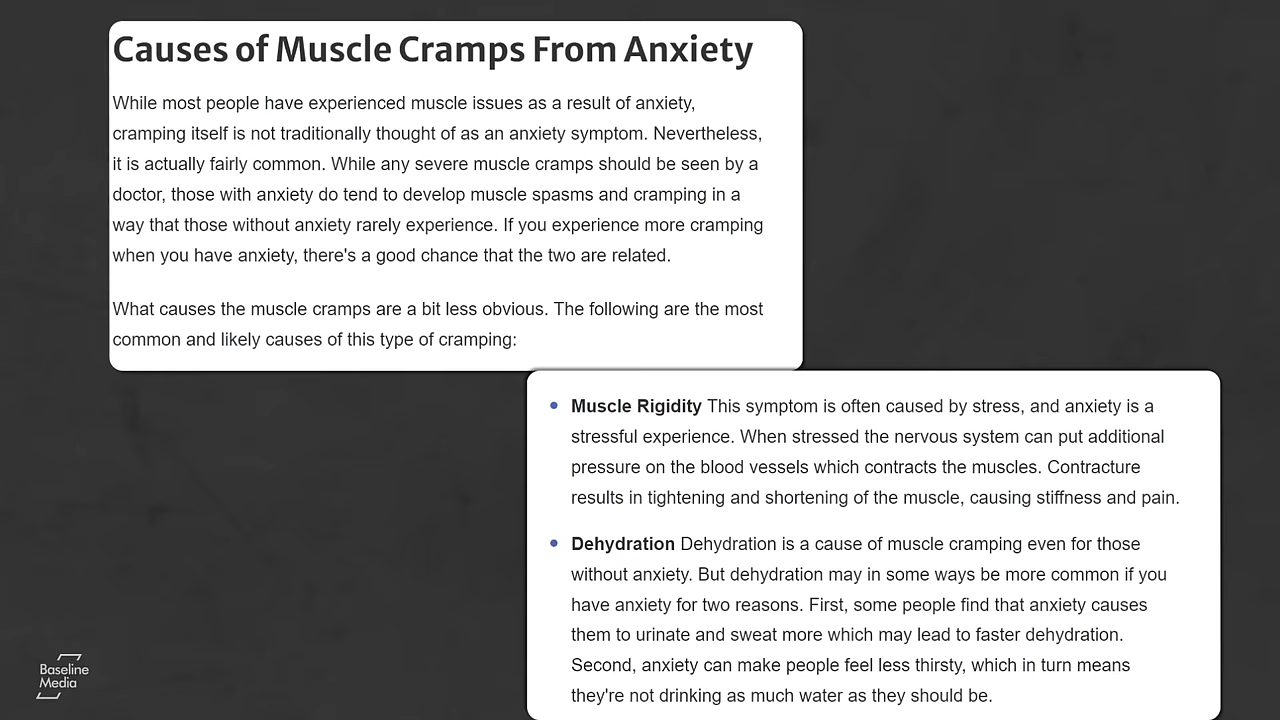 Causes of Muscle Cramps From Anxiety
While most people have experienced muscle issues as a result of anxiety,
cramping itself is not traditionally thought of as an anxiety symptom. Nevertheless,
it is actually fairly common. While any severe muscle cramps should be seen by a
doctor, those with anxiety do tend to develop muscle spasms and cramping in a
way that those without anxiety rarely experience. If you experience more cramping
when you have anxiety, there's a good chance that the two are related.
What causes the muscle cramps are a bit less obvious. The following are the most
common and likely causes of this type of cramping:
Muscle Rigidity This symptom is often caused by stress, and anxiety is a
stressful experience. When stressed the nervous system can put additional
pressure on the blood vessels which contracts the muscles. Contracture
results in tightening and shortening of the muscle, causing stiffness and pain.
Dehydration Dehydration is a cause of muscle cramping even for those
without anxiety. But dehydration may in some ways be more common if you
have anxiety for two reasons. First, some people find that anxiety causes
them to urinate and sweat more which may lead to faster dehydration.
Second, anxiety can make people feel less thirsty, which in turn means
they're not drinking as much water as they should be.
Baseline
Media